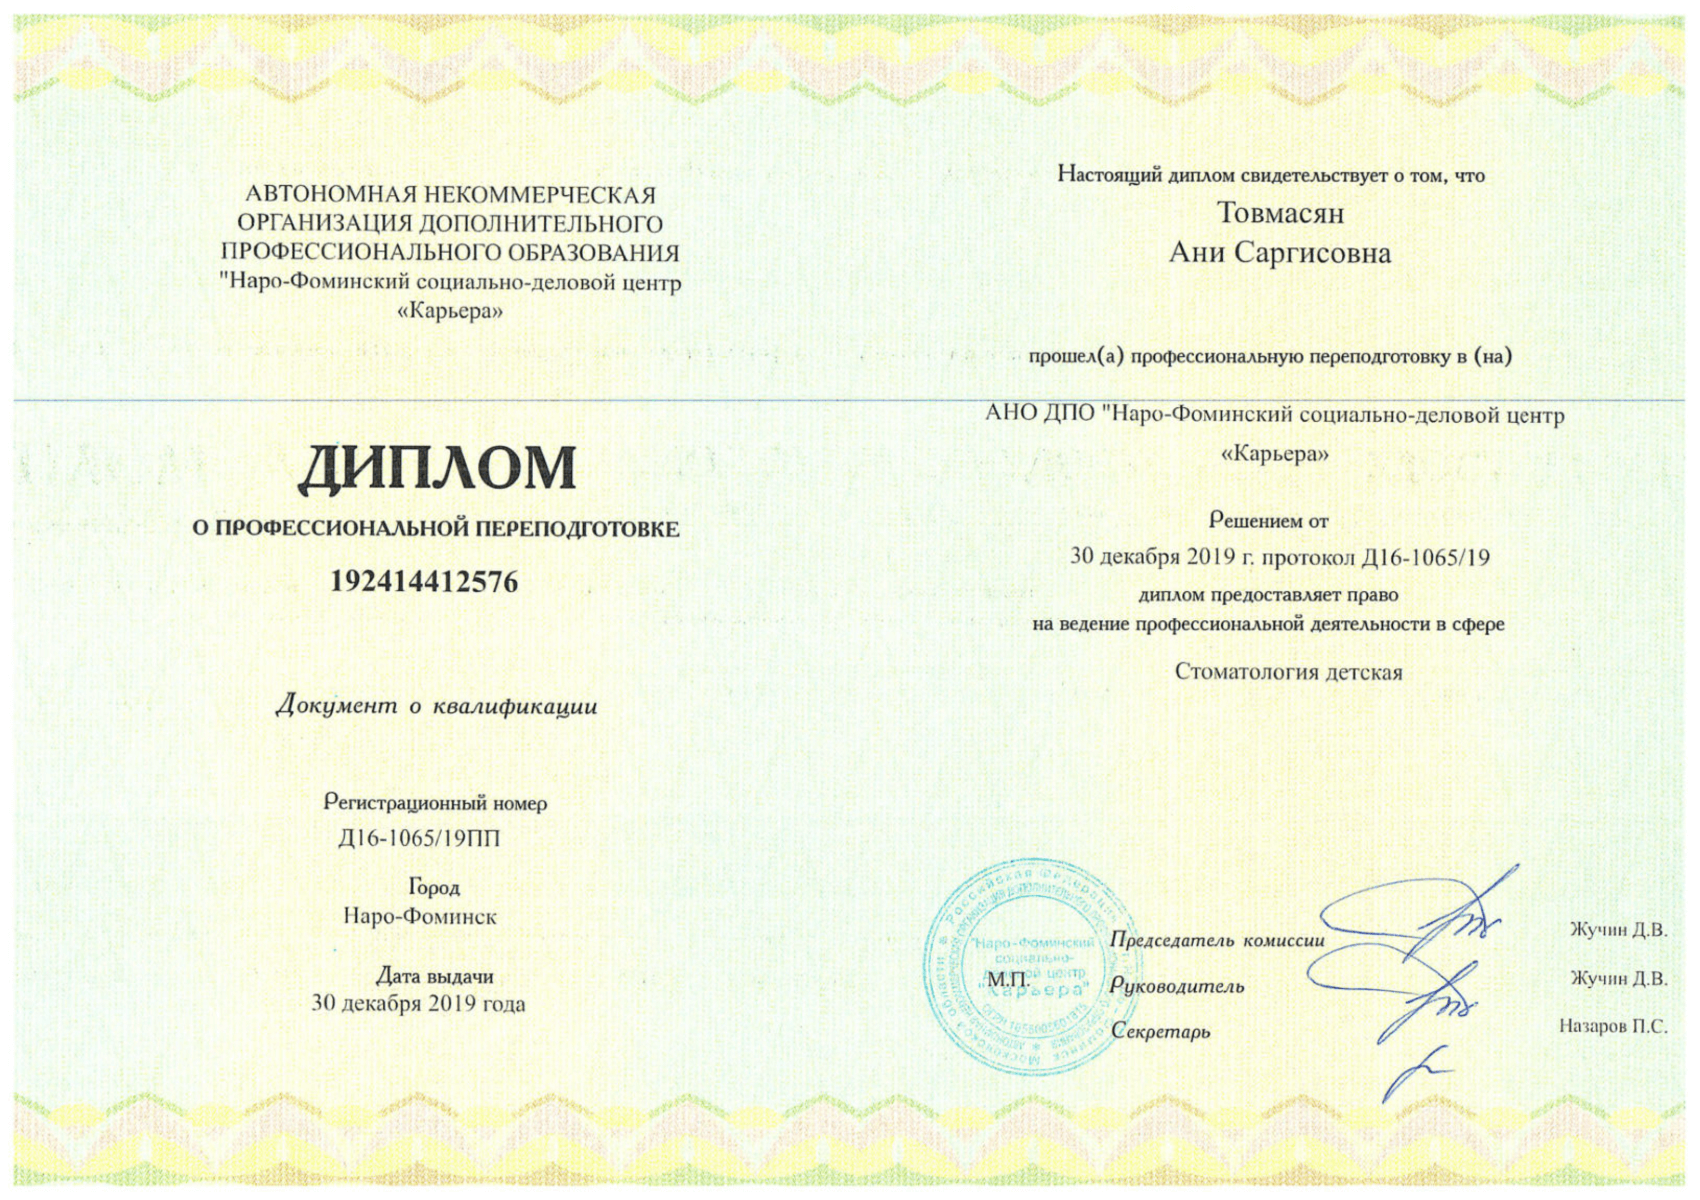 АВТОНОМНАЯ НЕКОММЕРЧЕСКАЯ
ОРГАНИЗАЦИЯ ДОПОЛНИТЕЛЬНОГО
ПРОФЕССИОНАЛЬНОГО ОБРАЗОВАНИЯ
"Наро-Фоминский социально-деловой центр
«Карьера»
ДИПЛОМ
О ПРОФЕССИОНАЛЬНОЙ ПЕРЕПОДГОТОВКЕ
192414412576
Документ о квалификации
Регистрационный номер
Д16-1065/19ПП
Город
Наро-Фоминск
Дата выдачи
30 декабря 2019 года
Настоящий диплом свидетельствует о том, что
Товмасян
Ани Саргисовна
прошел(а) профессиональную переподготовку в (на)
АНО ДПО "Наро-Фоминский социально-деловой центр
«Карьера»
Решением от
30 декабря 2019 г. протокол Д16-1065/19
диплом предоставляет право
на ведение профессиональной деятельности в сфере
Стоматология детская
Председатель комиссии Жучин Д.В.
М.П. Руководитель Жучин Д.В.
Секретарь Назаров П.С.
"Наро-Фоминский
социально-
деловой центр
"Карьера"